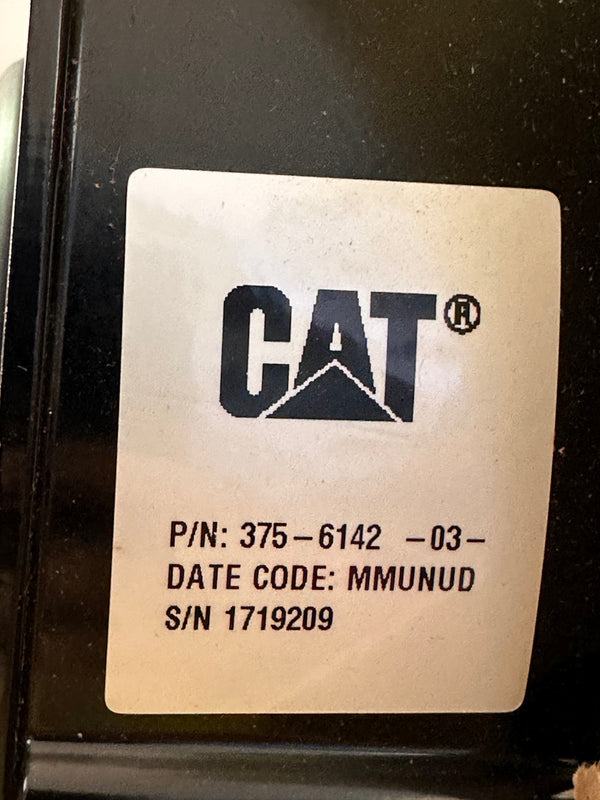 CAT®
P/N: 375-6142 -03-
DATE CODE: MMUNUD
S/N 1719209